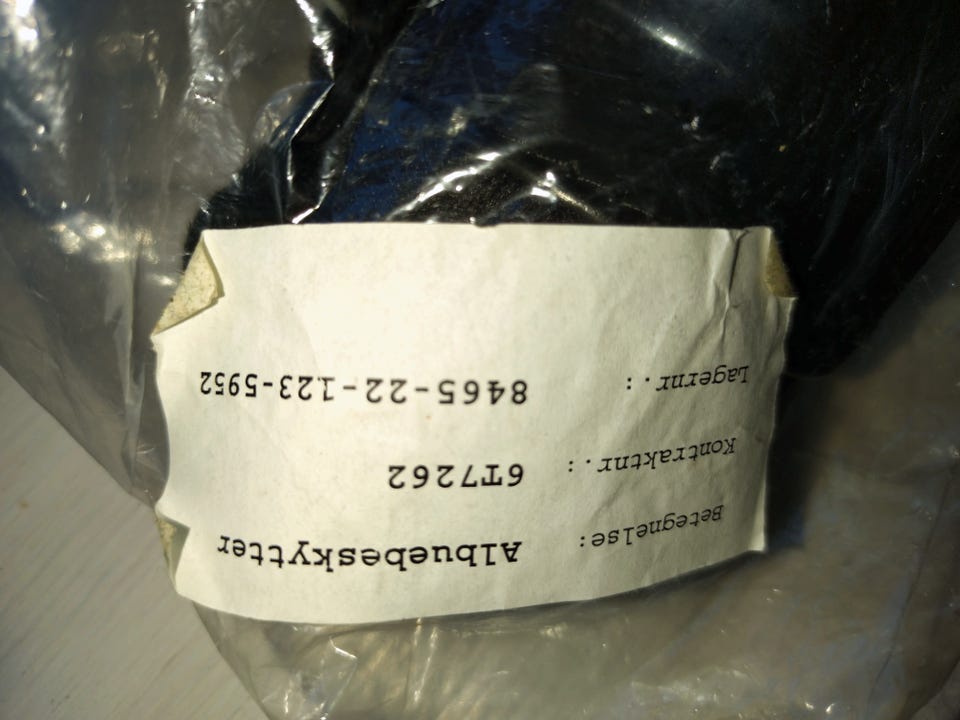 Betegnelse: Albuebeskytter
Kontraktnr.: 6T7262
Lagernr.: 8465-22-123-5952